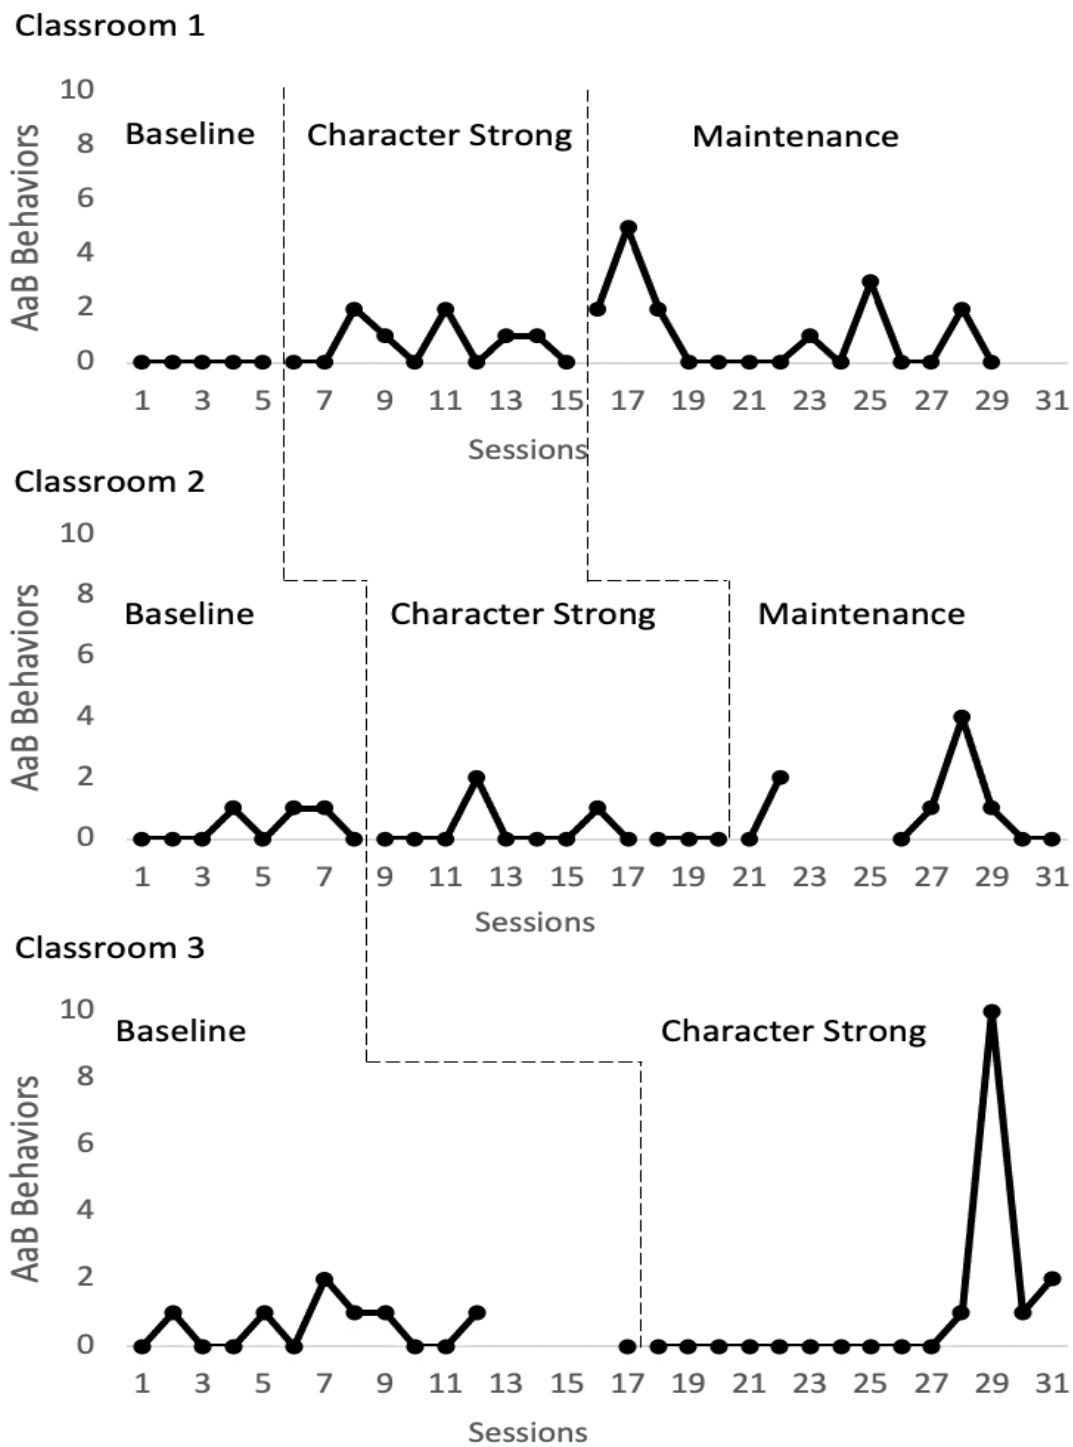 Classroom 1
10
Baseline Character Strong Maintenance
8
6
4
2
0
AaB Behaviors
1 3 5 7 9 11 13 15 17 19 21 23 25 27 29 31
Sessions
Classroom 2
10
8
Baseline Character Strong Maintenance
6
4
2
0
AaB Behaviors
1 3 5 7 9 11 13 15 17 19 21 23 25 27 29 31
Sessions
Classroom 3
10
Baseline Character Strong
8
6
4
2
0
AaB Behaviors
1 3 5 7 9 11 13 15 17 19 21 23 25 27 29 31
Sessions